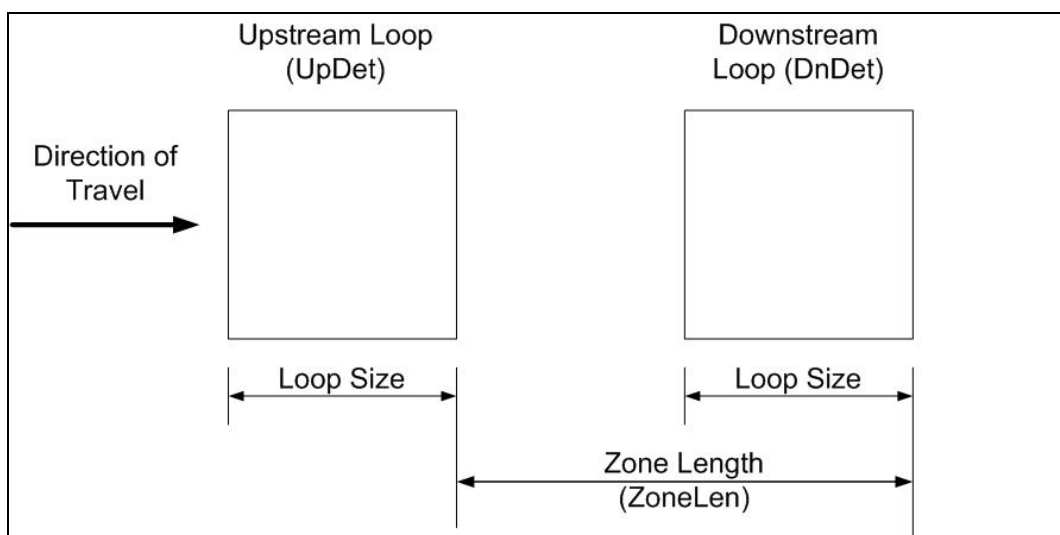 Upstream Loop
(UpDet)
Downstream
Loop (DnDet)
Direction of
Travel
Loop Size
Loop Size
Zone Length
(ZoneLen)